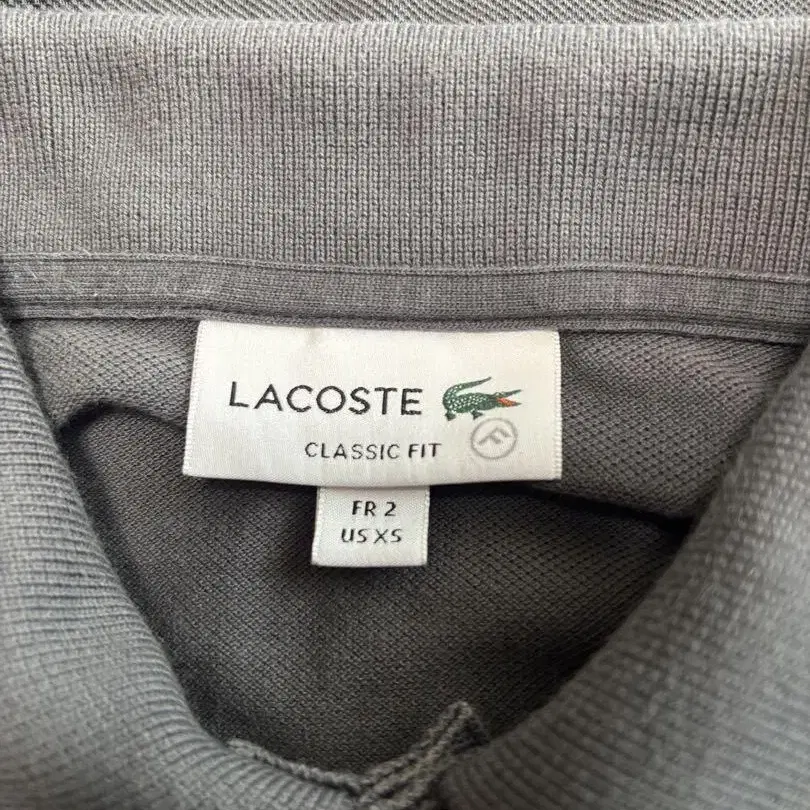 LACOSTE
CLASSIC FIT
FR 2
US XS